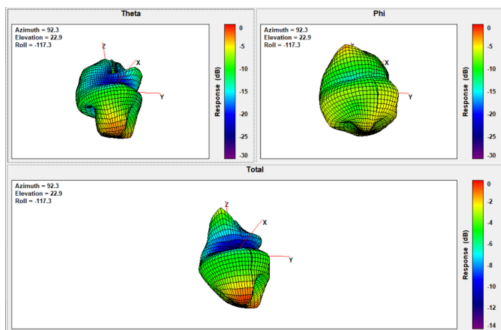 Theta
Azimuth = 92.3
Elevation = 22.9
Roll = -117.3
Z
X
Y
Response (dB)
0
-5
-10
-15
-20
-25
-30
Phi
Azimuth = 92.3
Elevation = 22.9
Roll = -117.3
Z
X
Y
Response (dB)
0
-5
-10
-15
-20
-25
-30
Total
Azimuth = 92.3
Elevation = 22.9
Roll = -117.3
Z
X
Y
Response (dB)
0
-2
-4
-6
-8
-10
-12
-14